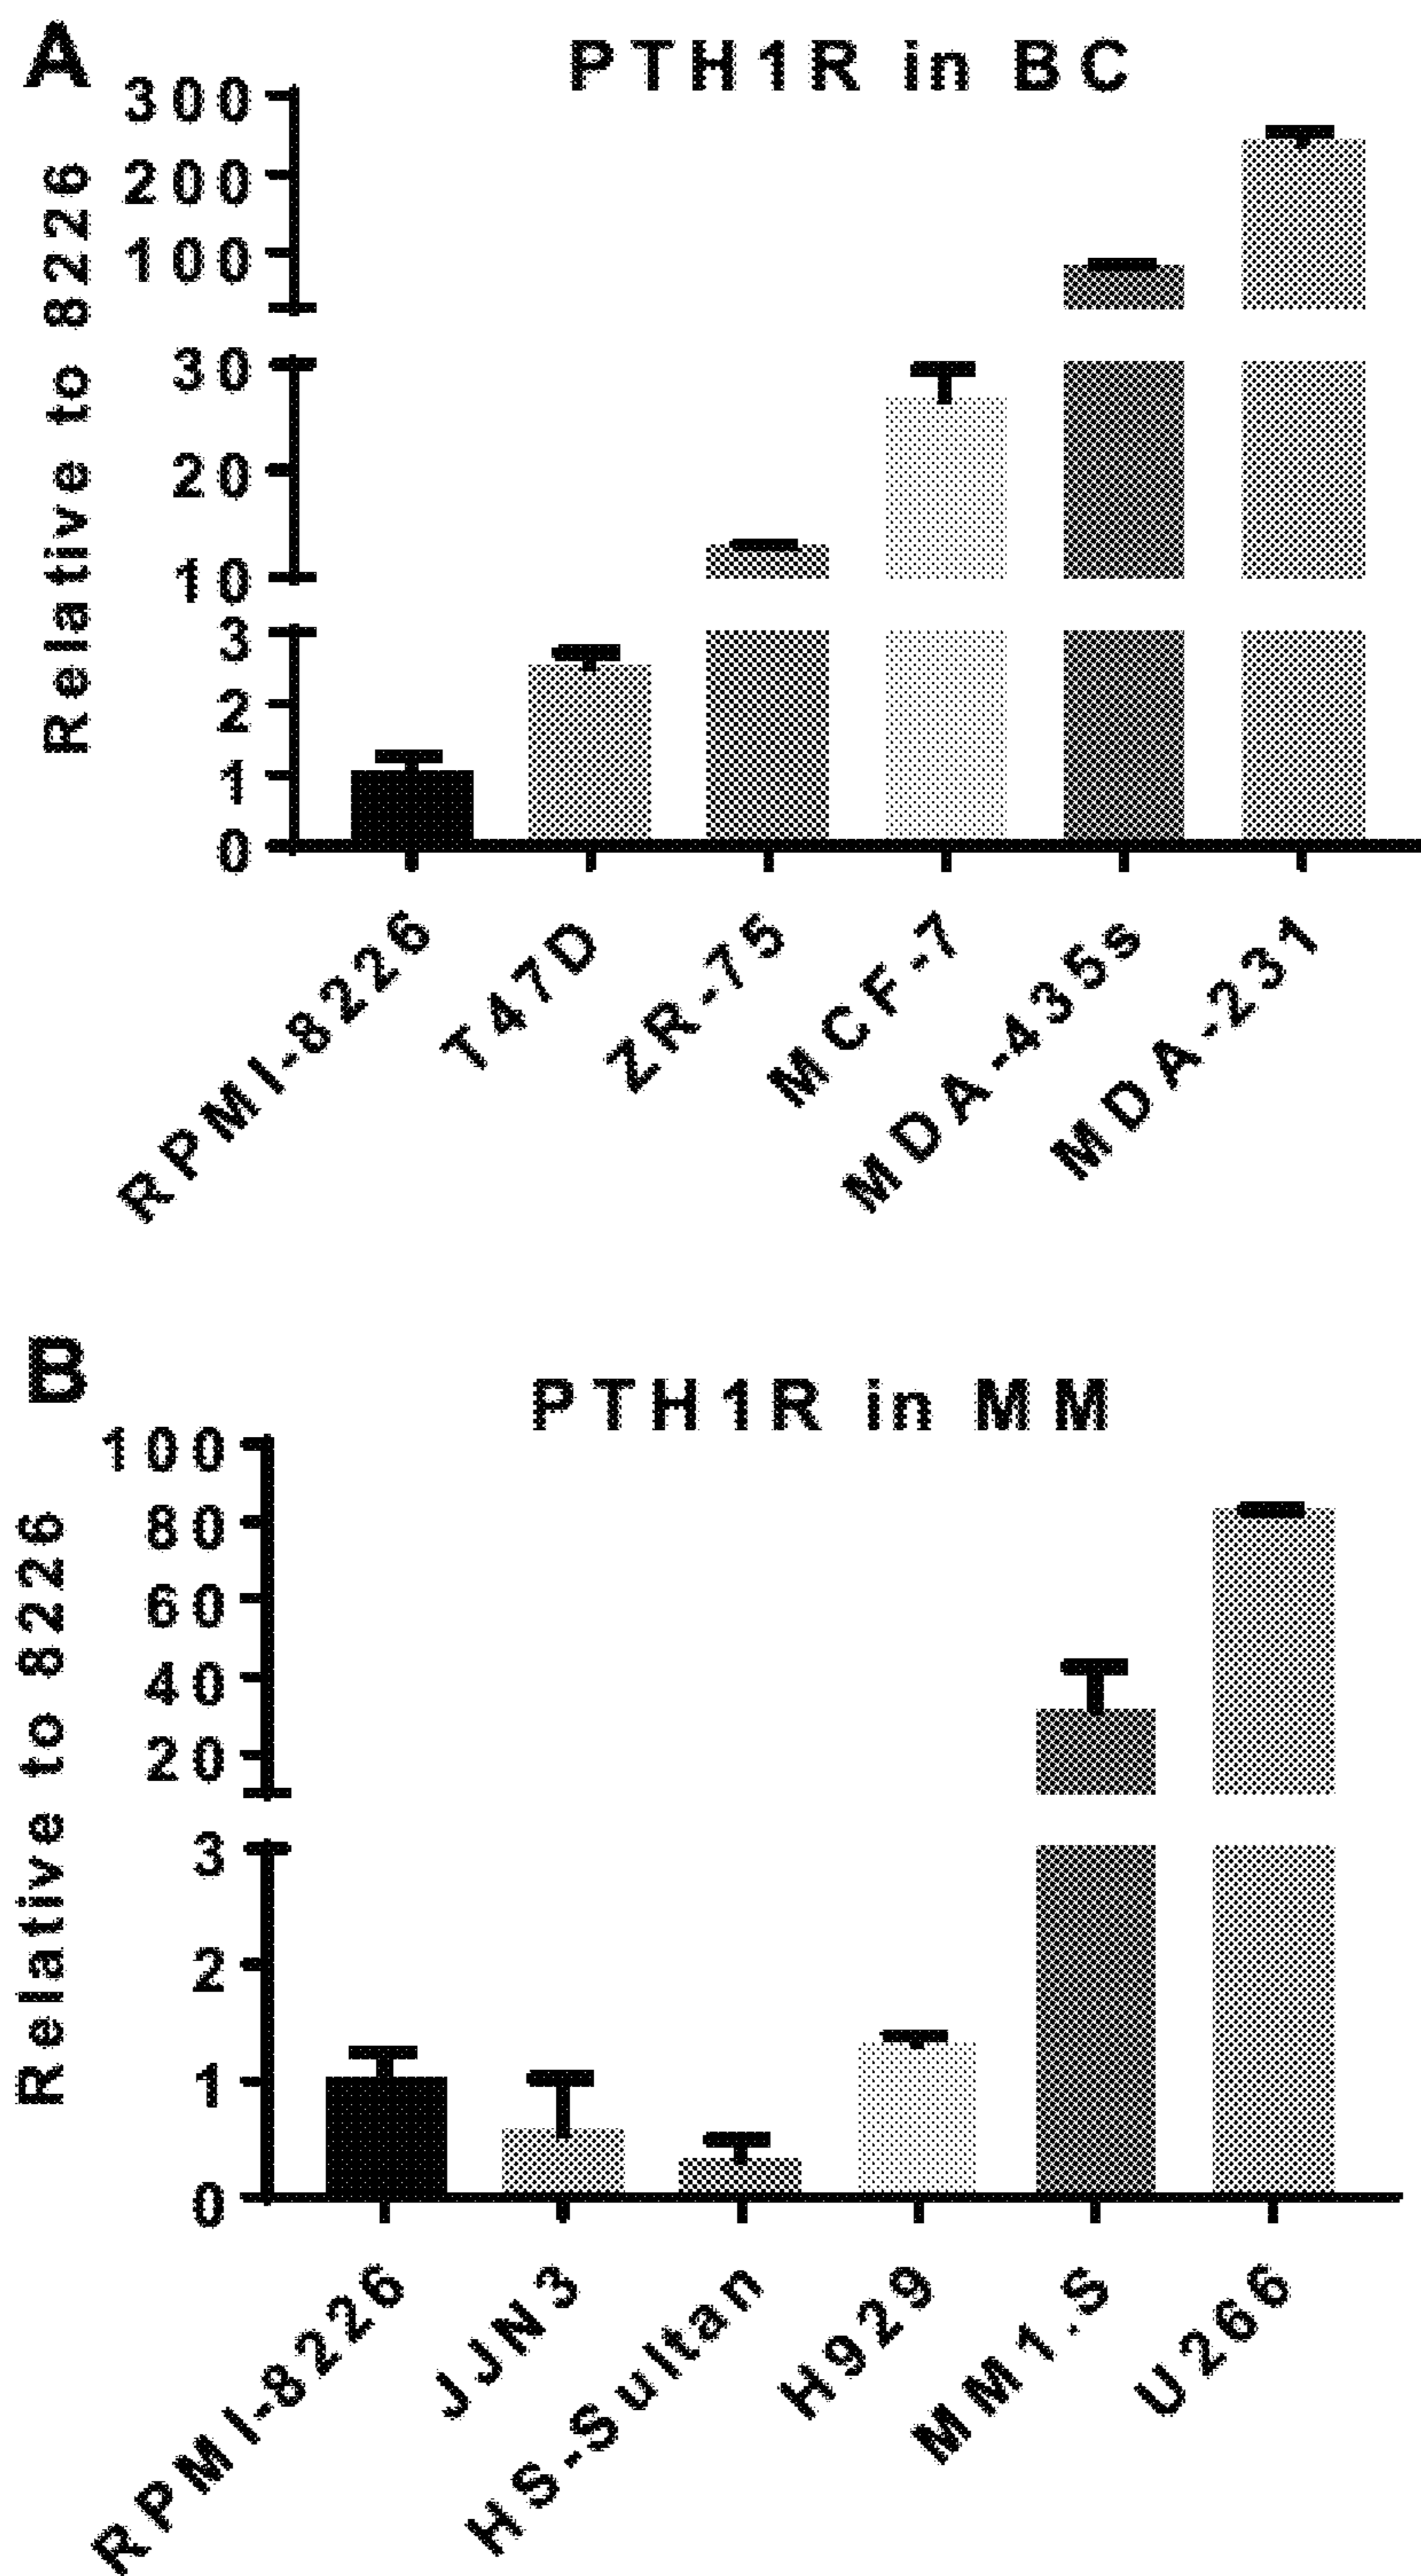 A
PTH1R in BC
Relative to 8226
300
200
100
30
20
10
3
2
1
0
RPMI-8226
T47D
ZR-75
MCF-7
MDA-435s
MDA-231
B
PTH1R in MM
Relative to 8226
100
80
60
40
20
3
2
1
0
RPMI-8226
JJN3
HS-Sultan
H929
MM1.S
U266